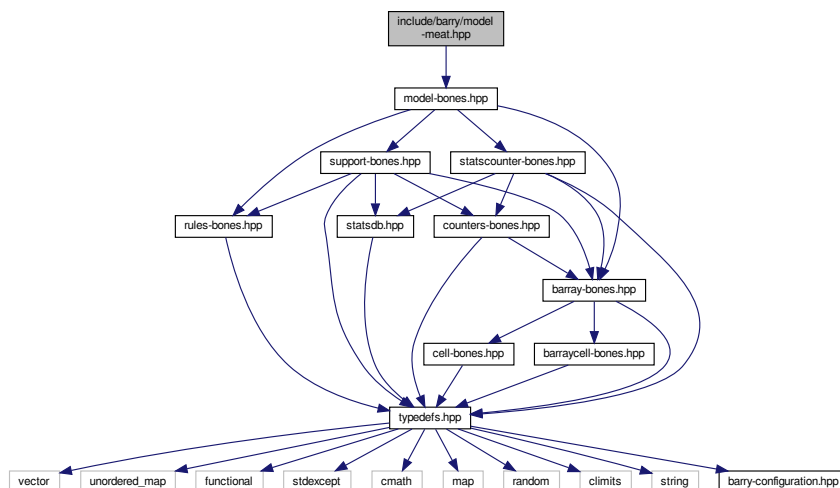 include/barry/model
-meat.hpp
model-bones.hpp
support-bones.hpp
statscounter-bones.hpp
rules-bones.hpp
statsdb.hpp
counters-bones.hpp
barray-bones.hpp
cell-bones.hpp
barraycell-bones.hpp
typedefs.hpp
vector
unordered_map
functional
stdexcept
cmath
map
random
climits
string
barry-configuration.hpp